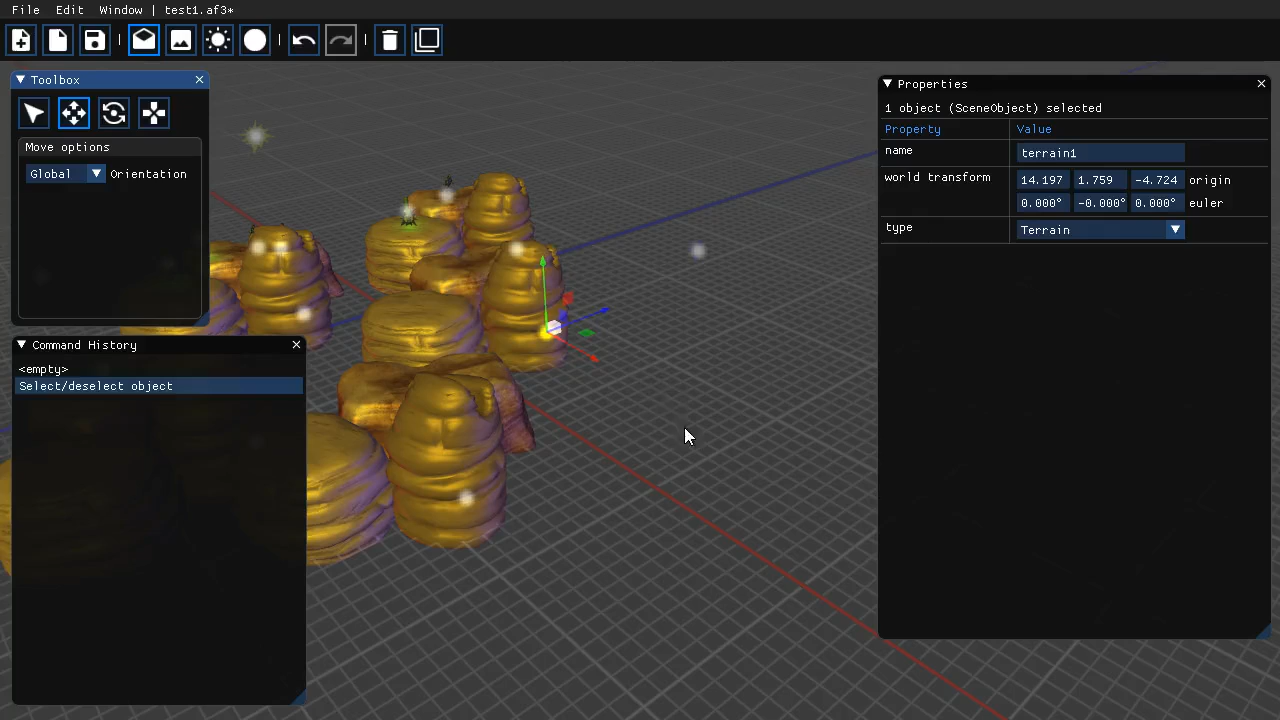 File Edit Window | test1.af3*
Toolbox
Move options
Global Orientation
Command History
<empty>
Select/deselect object
Properties
1 object (SceneObject) selected
Property Value
name terrain1
world transform 14.197 1.759 -4.724 origin
0.000° -0.000° 0.000° euler
type Terrain